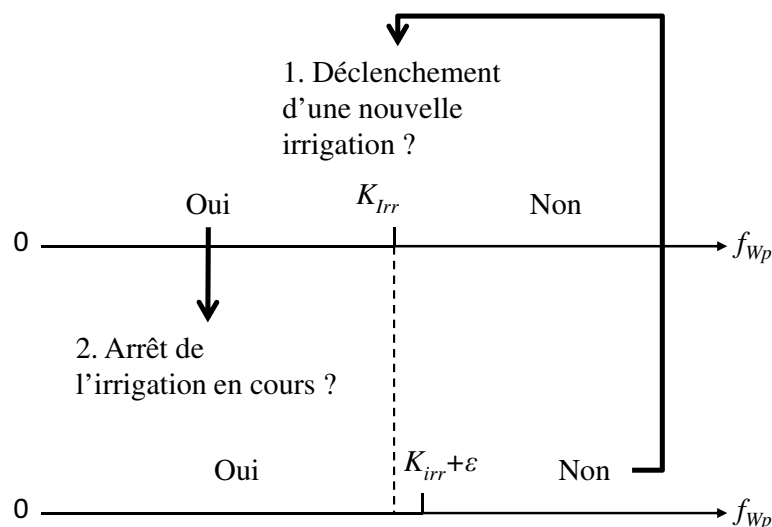 1. Déclenchement
d’une nouvelle
irrigation ?
Oui
K_Irr
Non
0
f_Wp
2. Arrêt de
l’irrigation en cours ?
Oui
K_irr+ε
Non
0
f_Wp